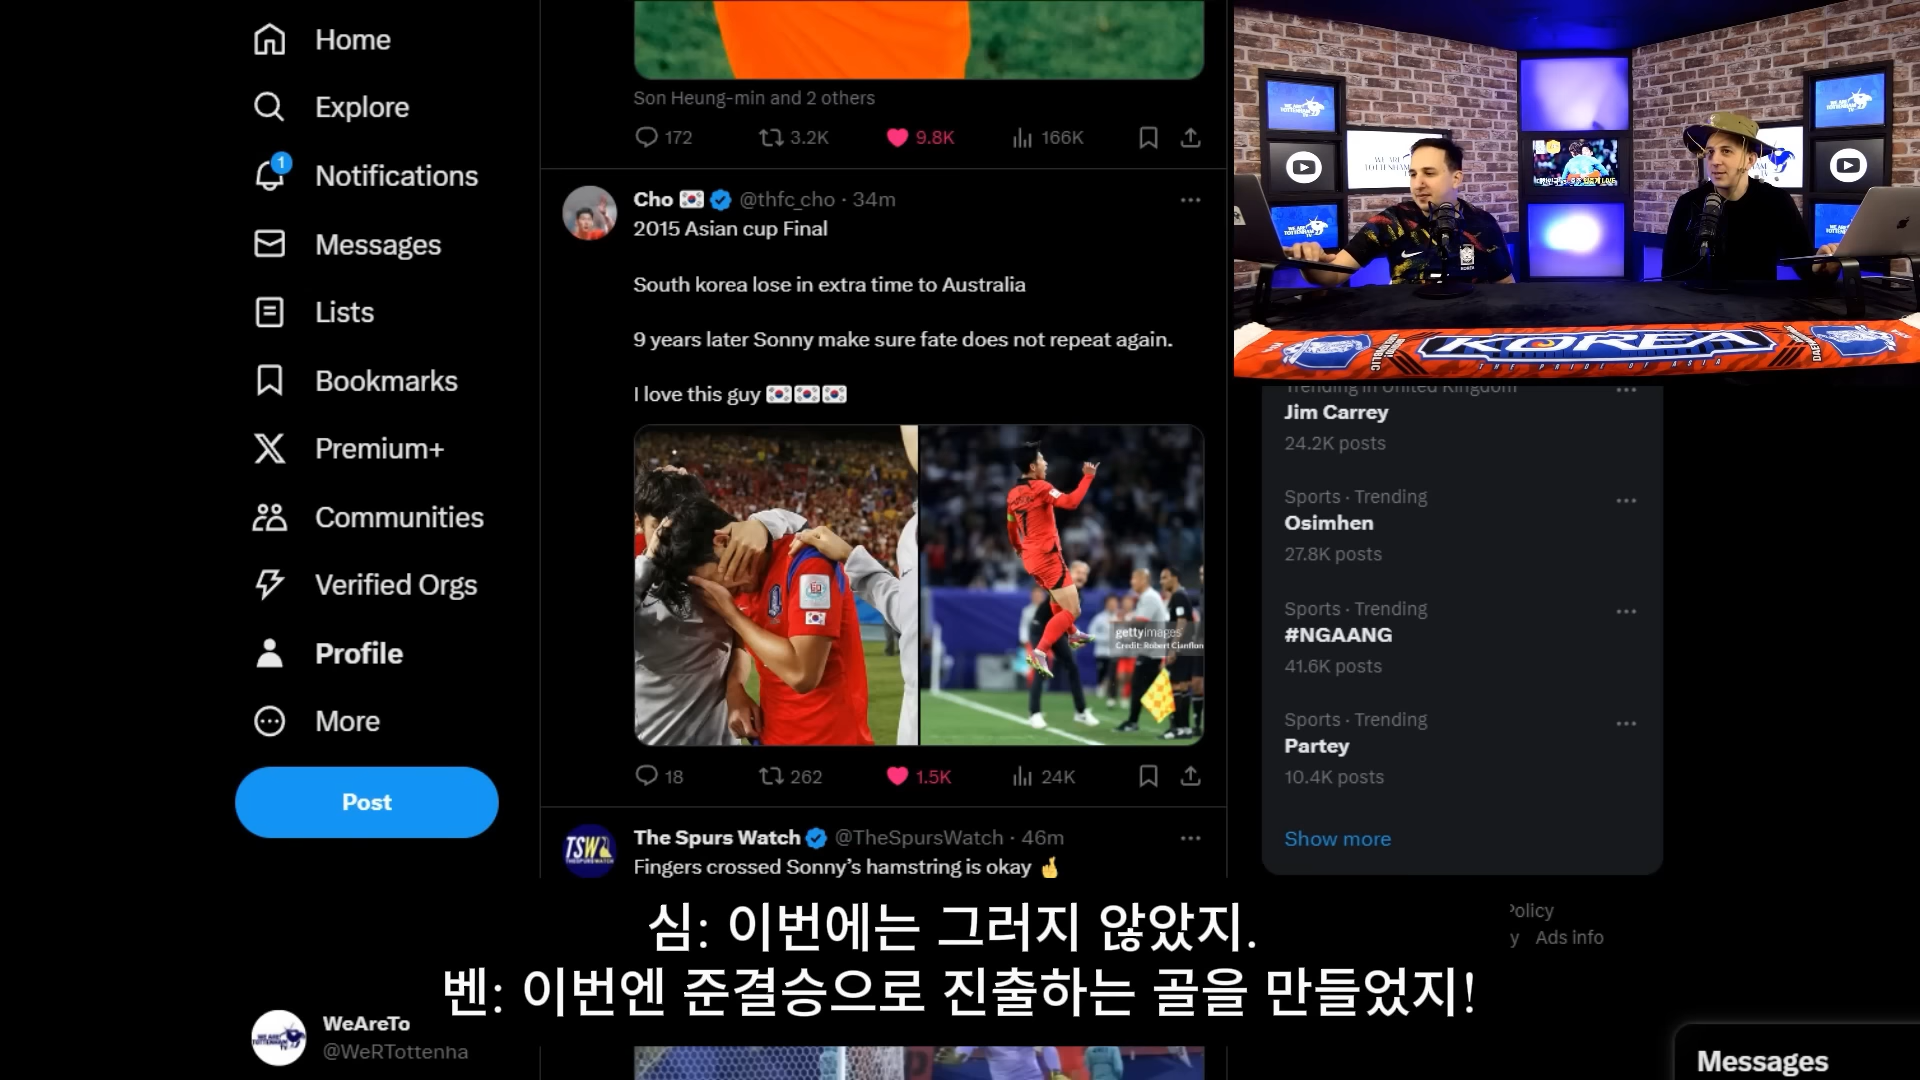 Home
Explore
1
Notifications
Messages
Lists
Bookmarks
Premium+
Communities
Verified Orgs
Profile
More
Post
WeAreTo
@WeRTottenha
Son Heung-min and 2 others
172 3.2K 9.8K 166K
Cho 🇰🇷 @thfc_cho · 34m
2015 Asian cup Final
South korea lose in extra time to Australia
9 years later Sonny make sure fate does not repeat again.
I love this guy 🇰🇷🇰🇷🇰🇷
7
gettyimages
Credit: Robert Cianflon
18 262 1.5K 24K
TSW
The Spurs Watch @TheSpursWatch · 46m
Fingers crossed Sonny's hamstring is okay 🤞
KOREA
THE PRIDE OF ASIA
Trending in United Kingdom
Jim Carrey
24.2K posts
Sports · Trending
Osimhen
27.8K posts
Sports · Trending
#NGAANG
41.6K posts
Sports · Trending
Partey
10.4K posts
Show more
Policy
Ads info
심: 이번에는 그러지 않았지.
벤: 이번엔 준결승으로 진출하는 골을 만들었지!
Messages